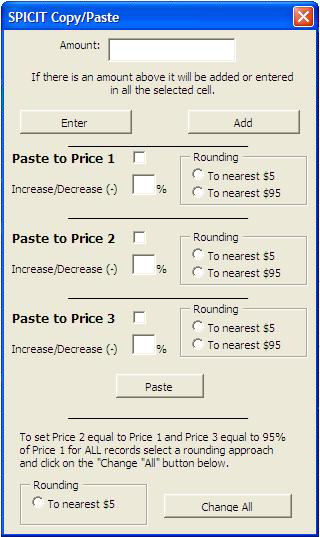 SPICIT Copy/Paste
Amount:
If there is an amount above it will be added or entered
in all the selected cell.
Enter
Add
Paste to Price 1
Rounding
To nearest $5
Increase/Decrease (-) %
To nearest $95
Paste to Price 2
Rounding
To nearest $5
Increase/Decrease (-) %
To nearest $95
Paste to Price 3
Rounding
To nearest $5
Increase/Decrease (-) %
To nearest $95
Paste
To set Price 2 equal to Price 1 and Price 3 equal to 95%
of Price 1 for ALL records select a rounding approach
and click on the "Change "All" button below.
Rounding
To nearest $5
Change All